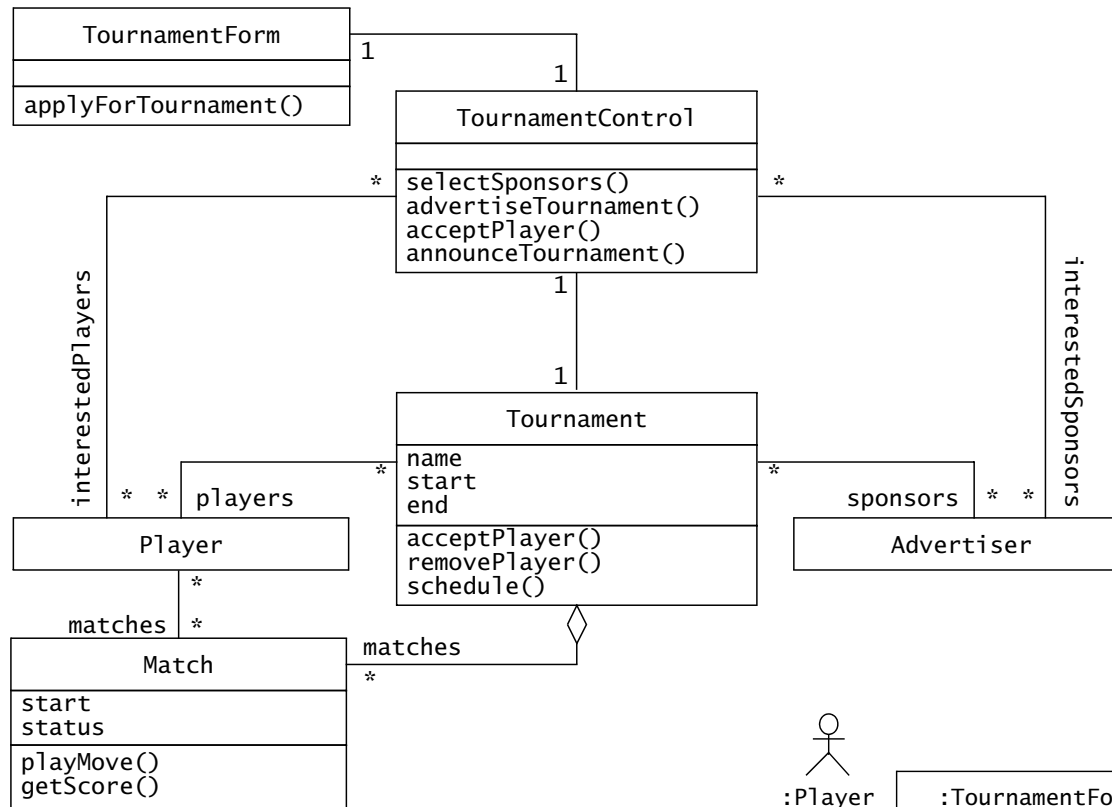 TournamentForm
1
applyForTournament()
1
TournamentControl
*
selectSponsors()
advertiseTournament()
acceptPlayer()
announceTournament()
*
1
interestedPlayers
interestedSponsors
1
Tournament
name
start
end
*
*
* * players
sponsors * *
Player
Advertiser
acceptPlayer()
removePlayer()
schedule()
*
matches *
matches
*
Match
start
status
playMove()
getScore()
:Player
:TournamentFo